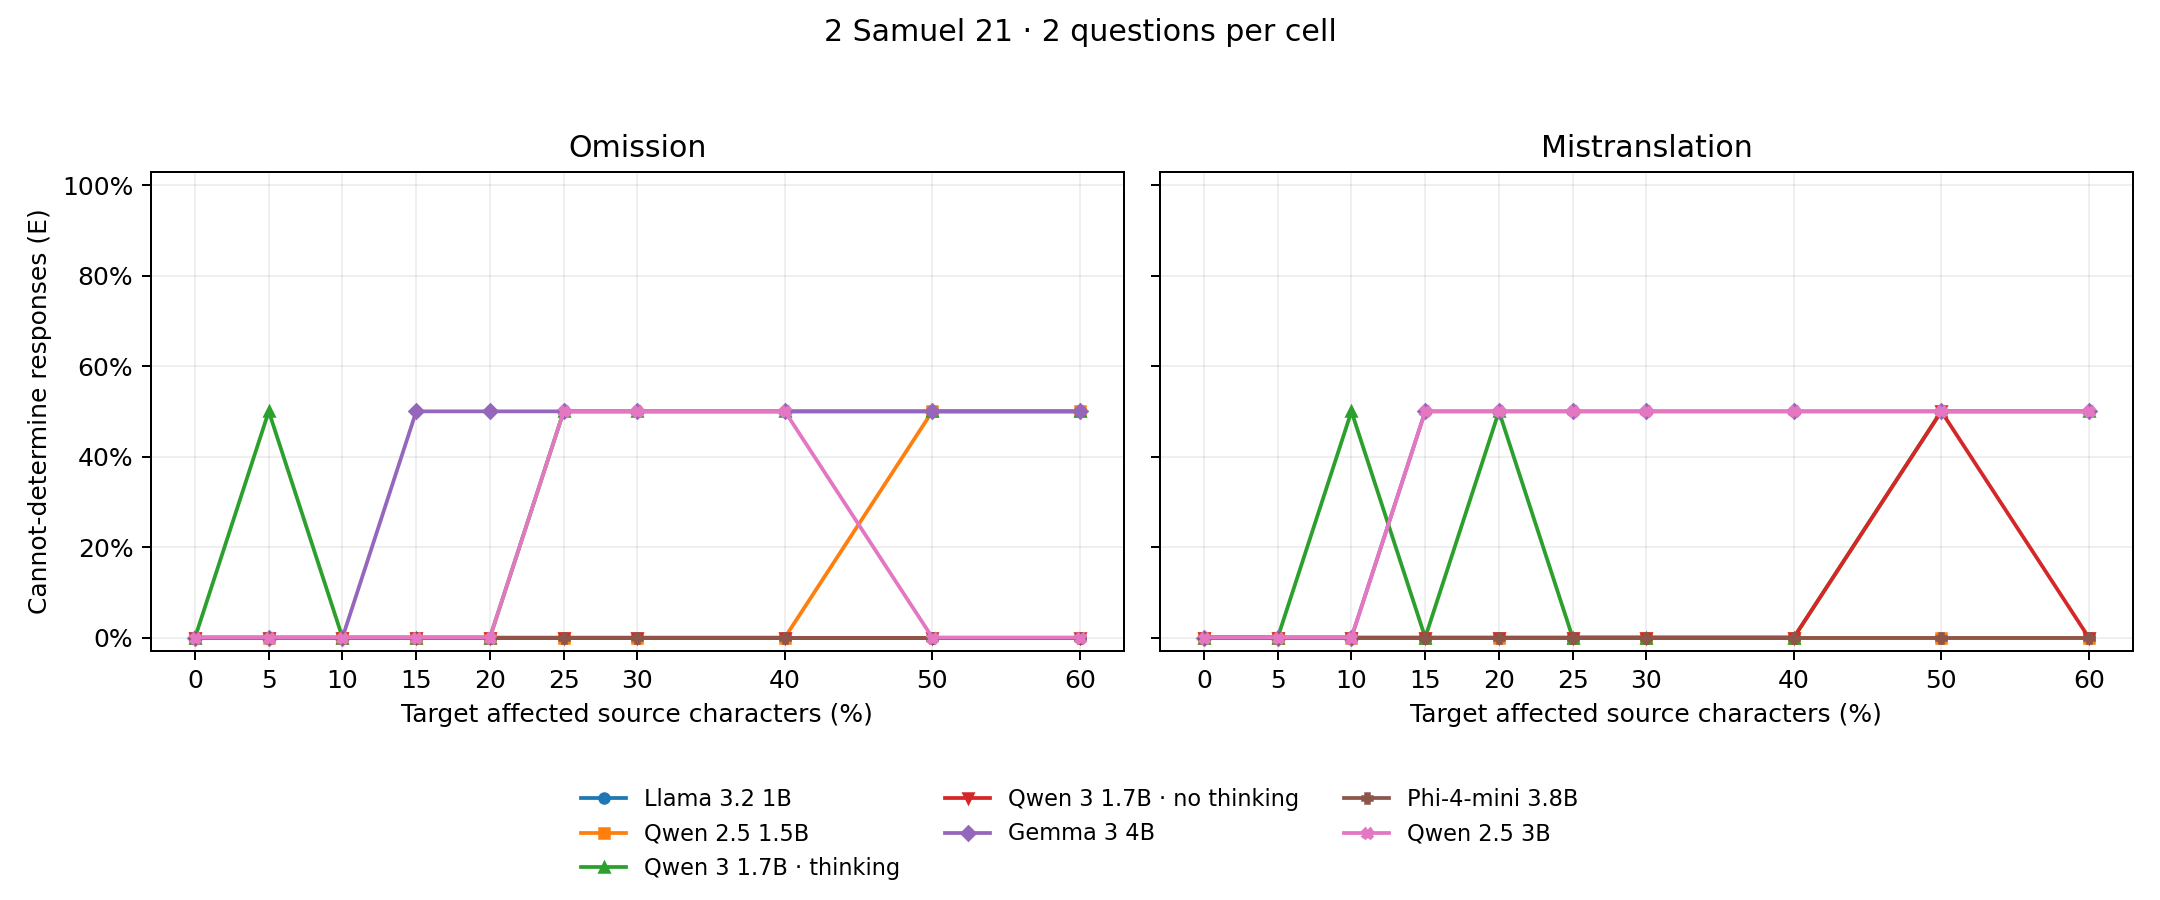 2 Samuel 21 · 2 questions per cell
Omission
Mistranslation
Cannot-determine responses (E)
100%
80%
60%
40%
20%
0%
0 5 10 15 20 25 30 40 50 60
0 5 10 15 20 25 30 40 50 60
Target affected source characters (%)
Target affected source characters (%)
Llama 3.2 1B
Qwen 2.5 1.5B
Qwen 3 1.7B · thinking
Qwen 3 1.7B · no thinking
Gemma 3 4B
Phi-4-mini 3.8B
Qwen 2.5 3B